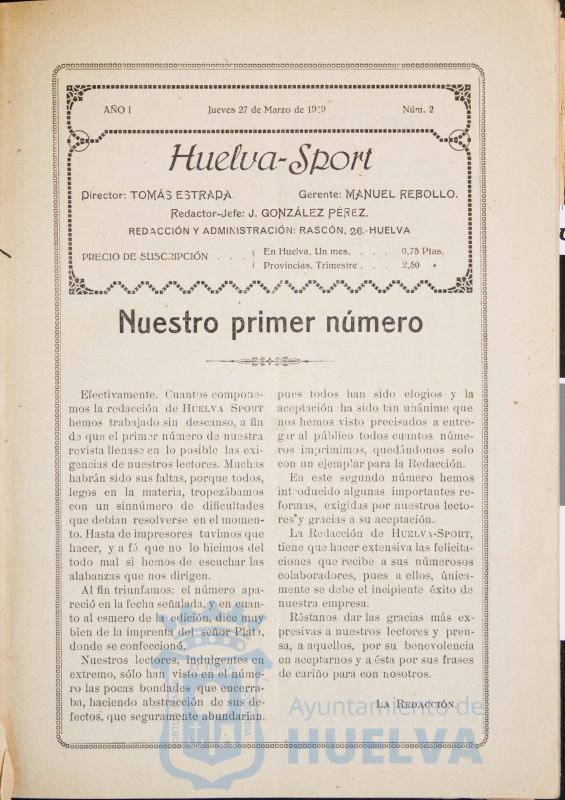 AÑO I Jueves 27 de Marzo de 1919 Núm. 2
Huelva-Sport
Director: TOMÁS ESTRADA. Gerente: MANUEL REBOLLO.
Redactor-Jefe: J. GONZÁLEZ PÉREZ.
REDACCIÓN Y ADMINISTRACIÓN: RASCÓN, 26.-HUELVA
PRECIO DE SUSCRIPCIÓN . . . .
En Huelva, Un mes. . . . 0,75 Ptas.
Provincias, Trimestre . . . 2,50 »
Nuestro primer número
Efectivamente. Cuantos compone-
mos la redacción de HUELVA SPORT
hemos trabajado sin descanso, a fin
de que el primer número de nuestra
revista llenase en lo posible las exi-
gencias de nuestros lectores. Muchas
habrán sido sus faltas, porque todos,
legos en la materia, tropezábamos
con un sinnúmero de dificultades
que debían resolverse en el momen-
to. Hasta de impresores tuvimos que
hacer, y a fé que no lo hicimos del
todo mal si hemos de escuchar las
alabanzas que nos dirigen.
Al fin triunfamos: el número apa-
reció en la fecha señalada, y en cuan-
to al esmero de la edición, dice muy
bien de la imprenta del señor Plata,
donde se confeccionó.
Nuestros lectores, indulgentes en
extremo, sólo han visto en el núme-
ro las pocas bondades que encerra-
ba, haciendo abstracción de sus de-
fectos, que seguramente abundarían,
pues todos han sido elogios y la
aceptación ha sido tan unánime que
nos hemos visto precisados a entre-
gar al público todos cuantos núme-
ros imprimimos, quedándonos solo
con un ejemplar para la Redacción.
En este segundo número hemos
introducido algunas importantes re-
formas, exigidas por nuestros lecto-
res y gracias a su aceptación.
La Redacción de HUELVA-SPORT,
tiene que hacer extensiva las felicita-
ciones que recibe a sus númerosos
colaboradores, pues a ellos, única-
mente se debe el incipiente éxito de
nuestra empresa.
Réstanos dar las gracias más ex-
presivas a nuestros lectores y pren-
sa, a aquellos, por su benevolencia
en aceptarnos y a ésta por sus frases
de cariño para con nosotros.
LA REDACCIÓN.
Ayuntamiento de
HUELVA